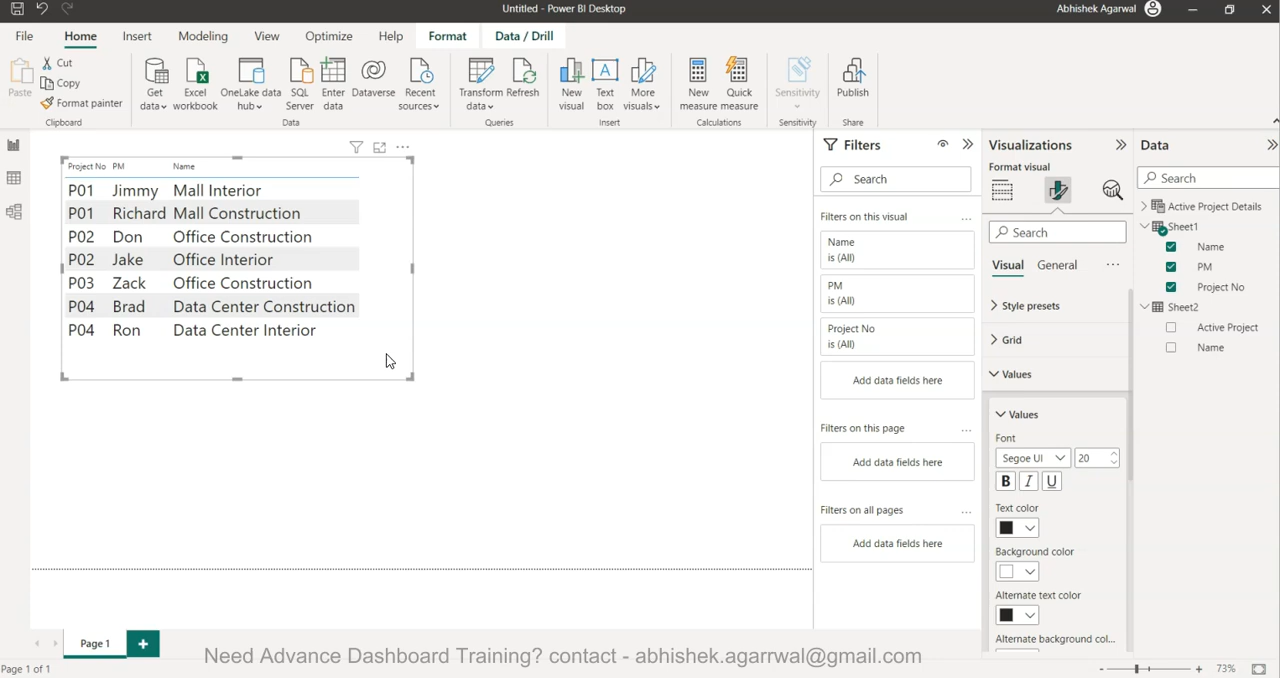 Untitled - Power BI Desktop
Abhishek Agarwal
File Home Insert Modeling View Optimize Help Format Data / Drill
Paste
Cut
Copy
Format painter
Clipboard
Get data
Excel workbook
OneLake data hub
SQL Server
Enter data
Dataverse
Recent sources
Data
Transform data
Refresh
Queries
New visual
Text box
More visuals
Insert
New measure
Quick measure
Calculations
Sensitivity
Sensitivity
Publish
Share
Project No PM Name
P01 Jimmy Mall Interior
P01 Richard Mall Construction
P02 Don Office Construction
P02 Jake Office Interior
P03 Zack Office Construction
P04 Brad Data Center Construction
P04 Ron Data Center Interior
Filters
Search
Filters on this visual
Name
is (All)
PM
is (All)
Project No
is (All)
Add data fields here
Filters on this page
Add data fields here
Filters on all pages
Add data fields here
Visualizations
Format visual
Search
Visual General
Style presets
Grid
Values
Values
Font
Segoe UI 20
B I U
Text color
Background color
Alternate text color
Alternate background col...
Data
Search
Active Project Details
Sheet1
Name
PM
Project No
Sheet2
Active Project
Name
Page 1
Need Advance Dashboard Training? contact - abhishek.agarrwal@gmail.com
Page 1 of 1
73%